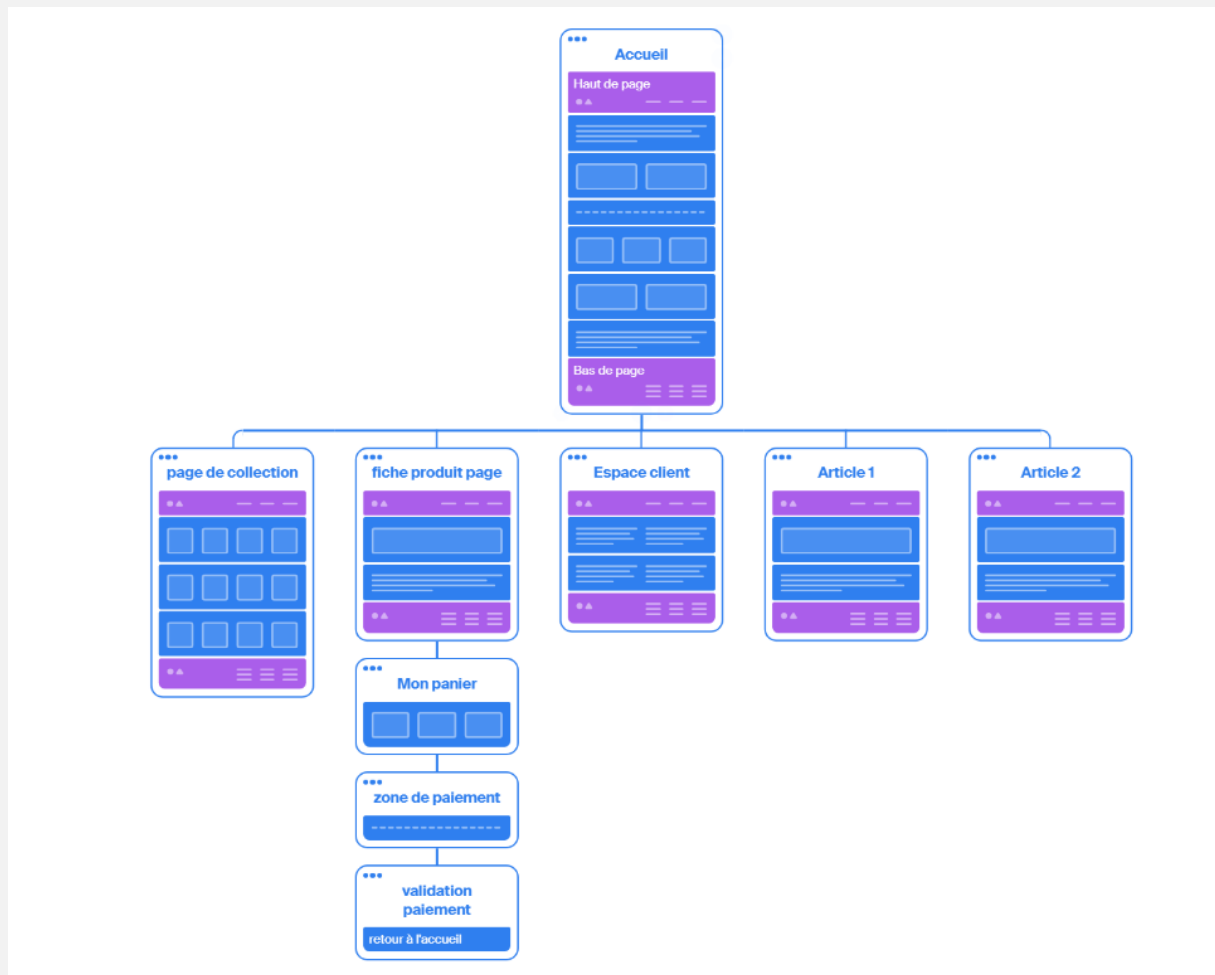 Accueil
Haut de page
Bas de page
page de collection
fiche produit page
Espace client
Article 1
Article 2
Mon panier
zone de paiement
validation
paiement
retour à l'accueil